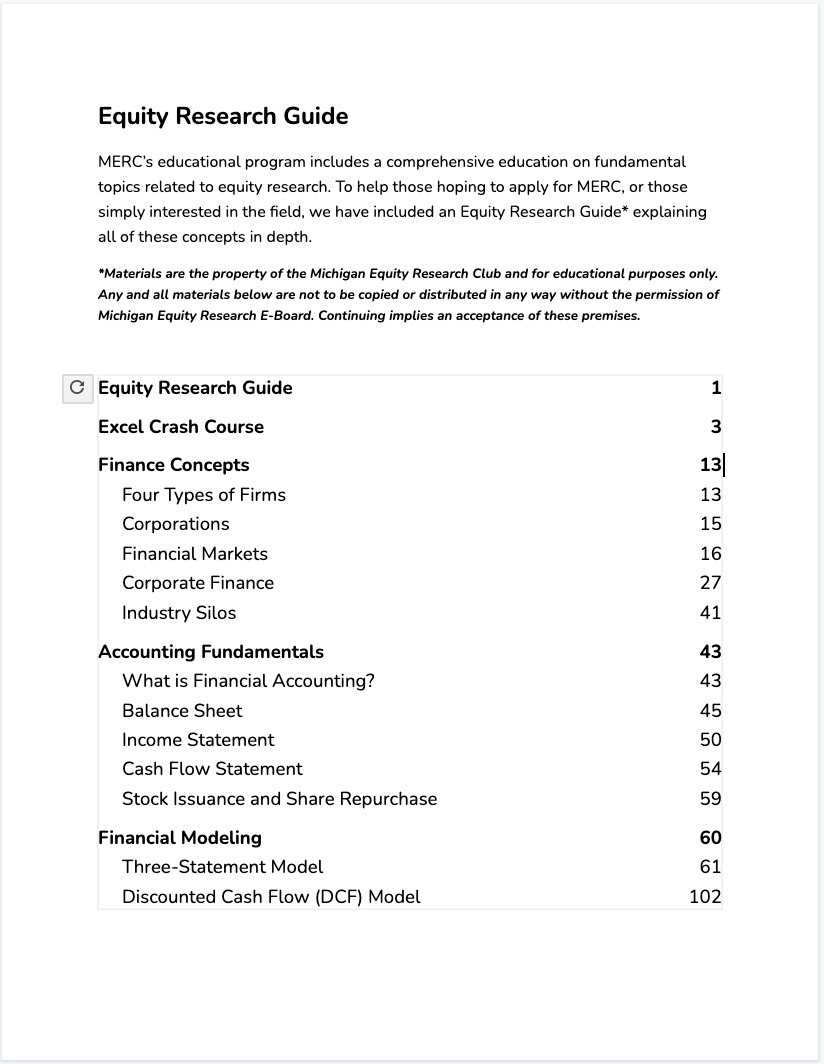 Equity Research Guide
MERC’s educational program includes a comprehensive education on fundamental
topics related to equity research. To help those hoping to apply for MERC, or those
simply interested in the field, we have included an Equity Research Guide* explaining
all of these concepts in depth.
*Materials are the property of the Michigan Equity Research Club and for educational purposes only.
Any and all materials below are not to be copied or distributed in any way without the permission of
Michigan Equity Research E-Board. Continuing implies an acceptance of these premises.
Equity Research Guide 1
Excel Crash Course 3
Finance Concepts 13
Four Types of Firms 13
Corporations 15
Financial Markets 16
Corporate Finance 27
Industry Silos 41
Accounting Fundamentals 43
What is Financial Accounting? 43
Balance Sheet 45
Income Statement 50
Cash Flow Statement 54
Stock Issuance and Share Repurchase 59
Financial Modeling 60
Three-Statement Model 61
Discounted Cash Flow (DCF) Model 102